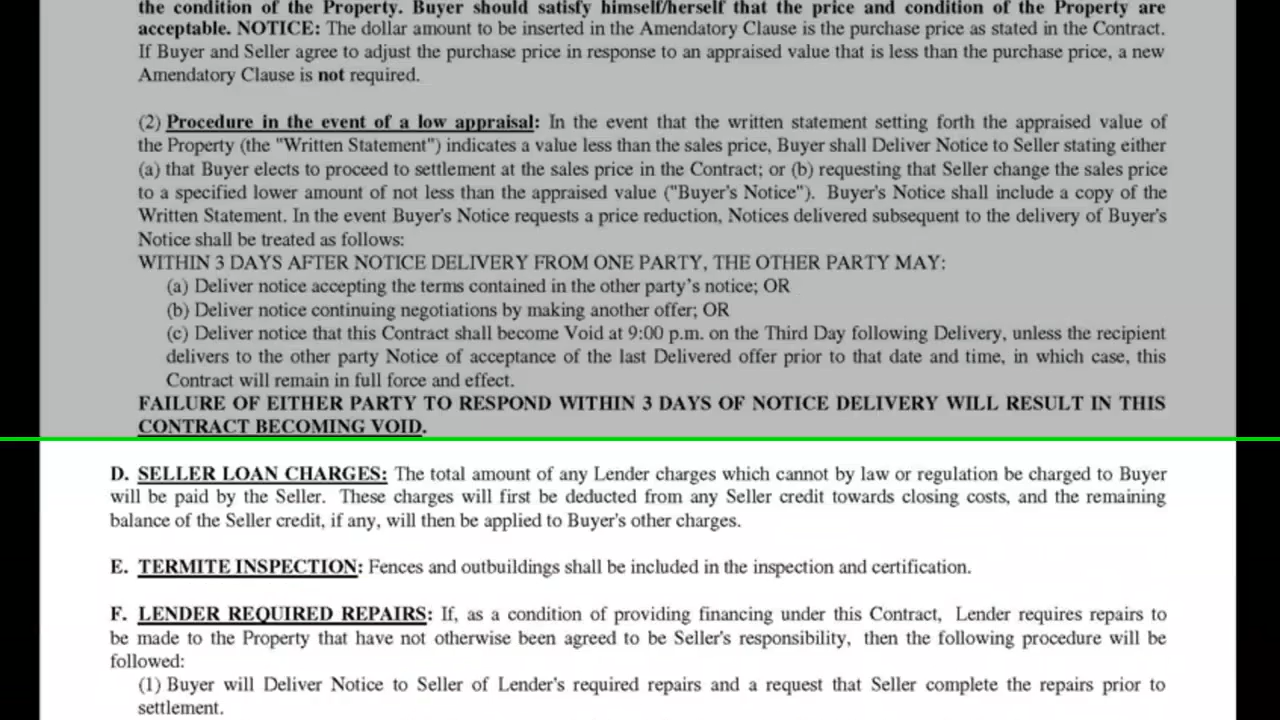 the condition of the Property. Buyer should satisfy himself/herself that the price and condition of the Property are
acceptable. NOTICE: The dollar amount to be inserted in the Amendatory Clause is the purchase price as stated in the Contract.
If Buyer and Seller agree to adjust the purchase price in response to an appraised value that is less than the purchase price, a new
Amendatory Clause is not required.
(2) Procedure in the event of a low appraisal: In the event that the written statement setting forth the appraised value of
the Property (the "Written Statement") indicates a value less than the sales price, Buyer shall Deliver Notice to Seller stating either
(a) that Buyer elects to proceed to settlement at the sales price in the Contract; or (b) requesting that Seller change the sales price
to a specified lower amount of not less than the appraised value ("Buyer's Notice"). Buyer's Notice shall include a copy of the
Written Statement. In the event Buyer's Notice requests a price reduction, Notices delivered subsequent to the delivery of Buyer's
Notice shall be treated as follows:
WITHIN 3 DAYS AFTER NOTICE DELIVERY FROM ONE PARTY, THE OTHER PARTY MAY:
(a) Deliver notice accepting the terms contained in the other party's notice; OR
(b) Deliver notice continuing negotiations by making another offer; OR
(c) Deliver notice that this Contract shall become Void at 9:00 p.m. on the Third Day following Delivery, unless the recipient
delivers to the other party Notice of acceptance of the last Delivered offer prior to that date and time, in which case, this
Contract will remain in full force and effect.
FAILURE OF EITHER PARTY TO RESPOND WITHIN 3 DAYS OF NOTICE DELIVERY WILL RESULT IN THIS
CONTRACT BECOMING VOID.
D. SELLER LOAN CHARGES: The total amount of any Lender charges which cannot by law or regulation be charged to Buyer
will be paid by the Seller. These charges will first be deducted from any Seller credit towards closing costs, and the remaining
balance of the Seller credit, if any, will then be applied to Buyer's other charges.
E. TERMITE INSPECTION: Fences and outbuildings shall be included in the inspection and certification.
F. LENDER REQUIRED REPAIRS: If, as a condition of providing financing under this Contract, Lender requires repairs to
be made to the Property that have not otherwise been agreed to be Seller's responsibility, then the following procedure will be
followed:
(1) Buyer will Deliver Notice to Seller of Lender's required repairs and a request that Seller complete the repairs prior to
settlement.